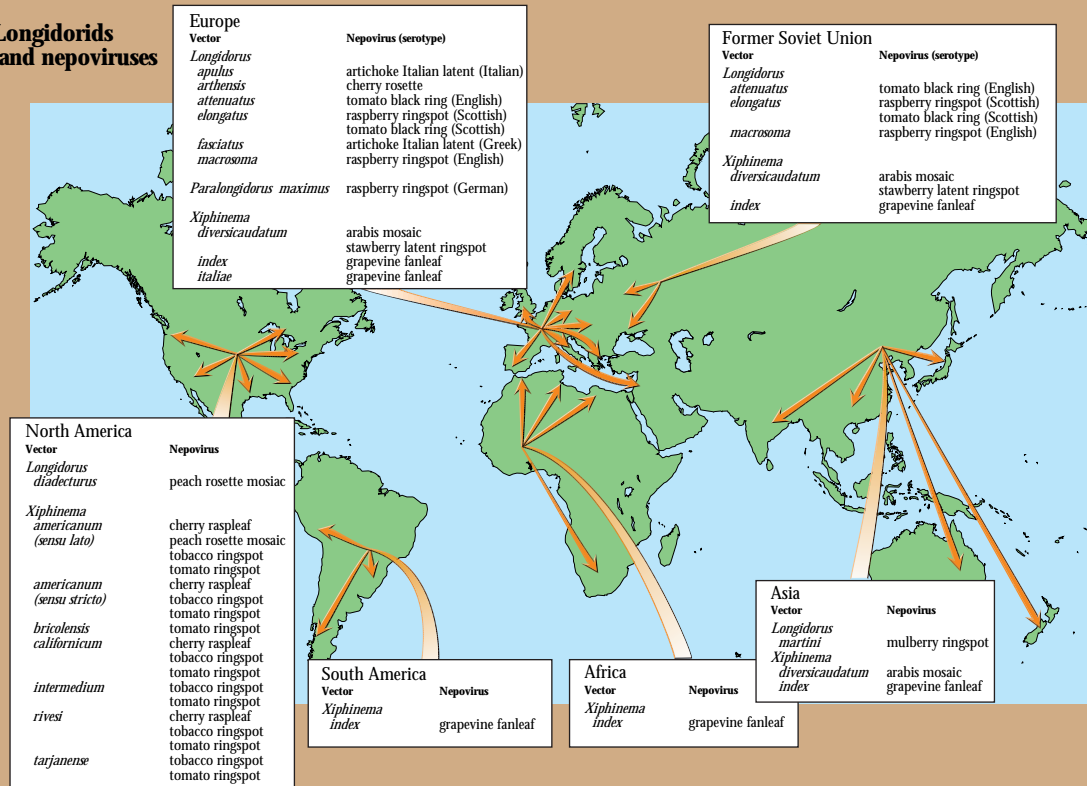 Longidorids
and nepoviruses
Europe
Vector Nepovirus (serotype)
Longidorus
apulus artichoke Italian latent (Italian)
arthensis cherry rosette
attenuatus tomato black ring (English)
elongatus raspberry ringspot (Scottish)
tomato black ring (Scottish)
fasciatus artichoke Italian latent (Greek)
macrosoma raspberry ringspot (English)
Paralongidorus maximus raspberry ringspot (German)
Xiphinema
diversicaudatum arabis mosaic
stawberry latent ringspot
index grapevine fanleaf
italiae grapevine fanleaf
Former Soviet Union
Vector Nepovirus (serotype)
Longidorus
attenuatus tomato black ring (English)
elongatus raspberry ringspot (Scottish)
tomato black ring (Scottish)
macrosoma raspberry ringspot (English)
Xiphinema
diversicaudatum arabis mosaic
stawberry latent ringspot
index grapevine fanleaf
North America
Vector Nepovirus
Longidorus
diadecturus peach rosette mosiac
Xiphinema
americanum cherry raspleaf
(sensu lato) peach rosette mosaic
tobacco ringspot
tomato ringspot
americanum cherry raspleaf
(sensu stricto) tobacco ringspot
tomato ringspot
bricolensis tomato ringspot
californicum cherry raspleaf
tobacco ringspot
tomato ringspot
intermedium tobacco ringspot
tomato ringspot
rivesi cherry raspleaf
tobacco ringspot
tomato ringspot
tarjanense tobacco ringspot
tomato ringspot
South America
Vector Nepovirus
Xiphinema
index grapevine fanleaf
Africa
Vector Nepovirus
Xiphinema
index grapevine fanleaf
Asia
Vector Nepovirus
Longidorus
martini mulberry ringspot
Xiphinema
diversicaudatum arabis mosaic
index grapevine fanleaf